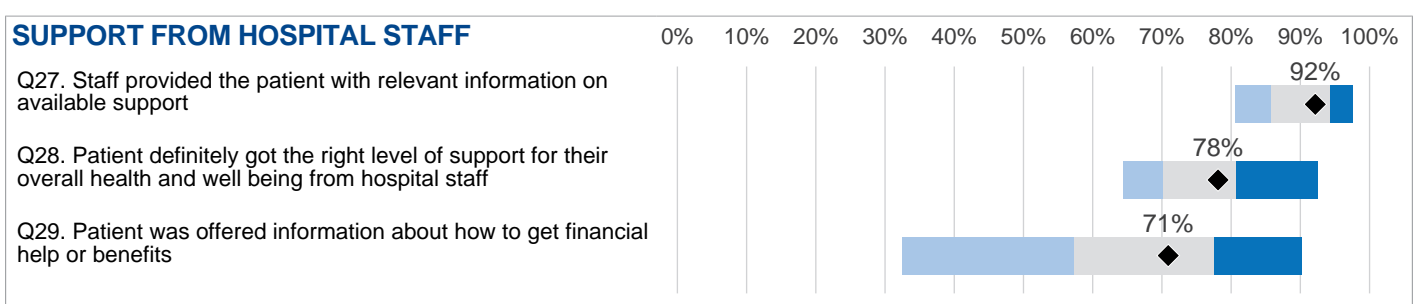 SUPPORT FROM HOSPITAL STAFF 0% 10% 20% 30% 40% 50% 60% 70% 80% 90% 100%
Q27. Staff provided the patient with relevant information on
available support
92%
Q28. Patient definitely got the right level of support for their
overall health and well being from hospital staff
78%
Q29. Patient was offered information about how to get financial
help or benefits
71%